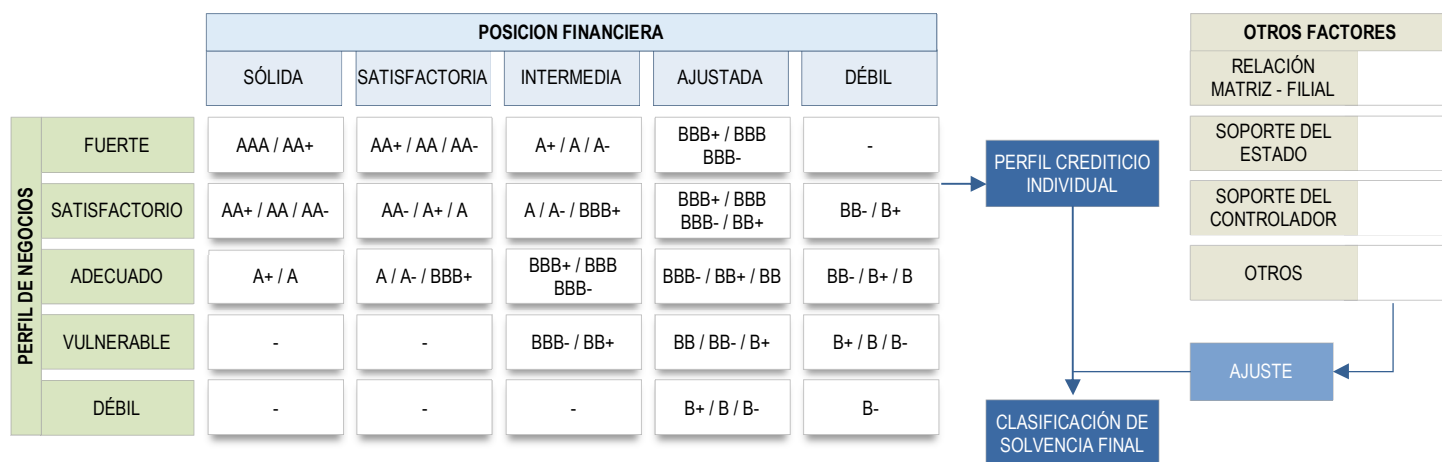 POSICION FINANCIERA
SÓLIDA
SATISFACTORIA
INTERMEDIA
AJUSTADA
DÉBIL
PERFIL DE NEGOCIOS
FUERTE
AAA / AA+
AA+ / AA / AA-
A+ / A / A-
BBB+ / BBB
BBB-
-
SATISFACTORIO
AA+ / AA / AA-
AA- / A+ / A
A / A- / BBB+
BBB+ / BBB
BBB- / BB+
BB- / B+
ADECUADO
A+ / A
A / A- / BBB+
BBB+ / BBB
BBB-
BBB- / BB+ / BB
BB- / B+ / B
VULNERABLE
-
-
BBB- / BB+
BB / BB- / B+
B+ / B / B-
DÉBIL
-
-
-
B+ / B / B-
B-
PERFIL CREDITICIO
INDIVIDUAL
CLASIFICACIÓN DE
SOLVENCIA FINAL
OTROS FACTORES
RELACIÓN
MATRIZ - FILIAL
SOPORTE DEL
ESTADO
SOPORTE DEL
CONTROLADOR
OTROS
AJUSTE